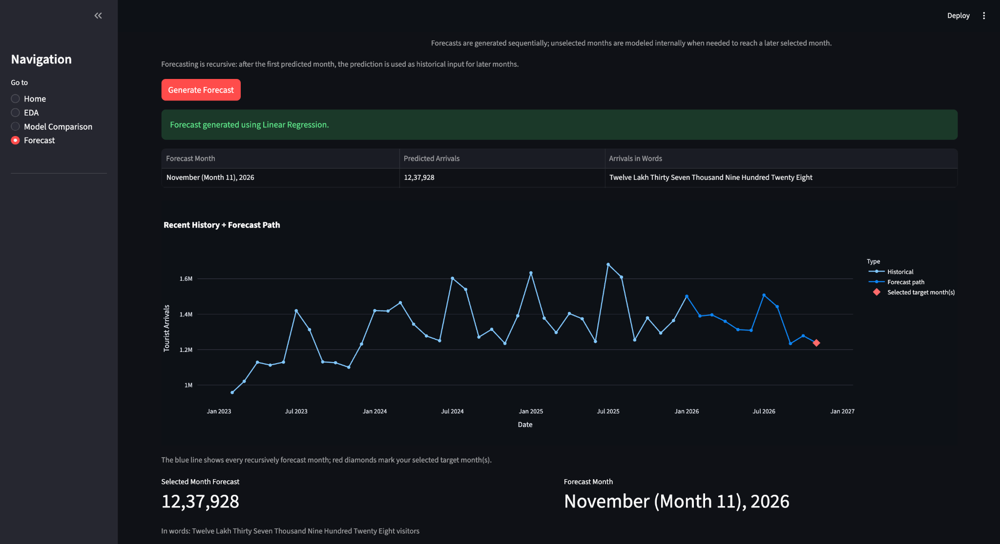 Deploy
Navigation
Go to
Home
EDA
Model Comparison
Forecast
Forecasts are generated sequentially; unselected months are modeled internally when needed to reach a later selected month.
Forecasting is recursive: after the first predicted month, the prediction is used as historical input for later months.
Generate Forecast
Forecast generated using Linear Regression.
Forecast Month Predicted Arrivals Arrivals in Words
November (Month 11), 2026 12,37,928 Twelve Lakh Thirty Seven Thousand Nine Hundred Twenty Eight
Recent History + Forecast Path
Type
Historical
Forecast path
Selected target month(s)
Tourist Arrivals
1.6M
1.4M
1.2M
1M
Jan 2023 Jul 2023 Jan 2024 Jul 2024 Jan 2025 Jul 2025 Jan 2026 Jul 2026 Jan 2027
Date
The blue line shows every recursively forecast month; red diamonds mark your selected target month(s).
Selected Month Forecast
12,37,928
Forecast Month
November (Month 11), 2026
In words: Twelve Lakh Thirty Seven Thousand Nine Hundred Twenty Eight visitors